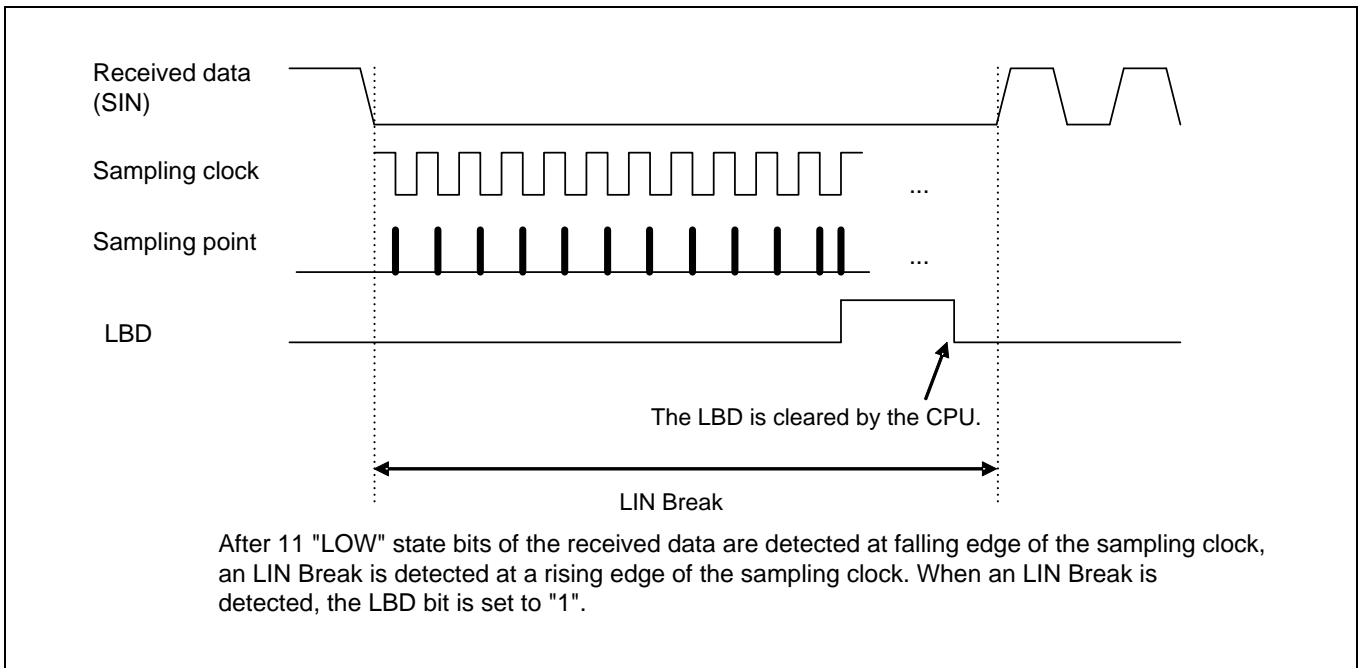 Received data
(SIN)
Sampling clock
...
Sampling point
...
LBD
The LBD is cleared by the CPU.
LIN Break
After 11 "LOW" state bits of the received data are detected at falling edge of the sampling clock,
an LIN Break is detected at a rising edge of the sampling clock. When an LIN Break is
detected, the LBD bit is set to "1".